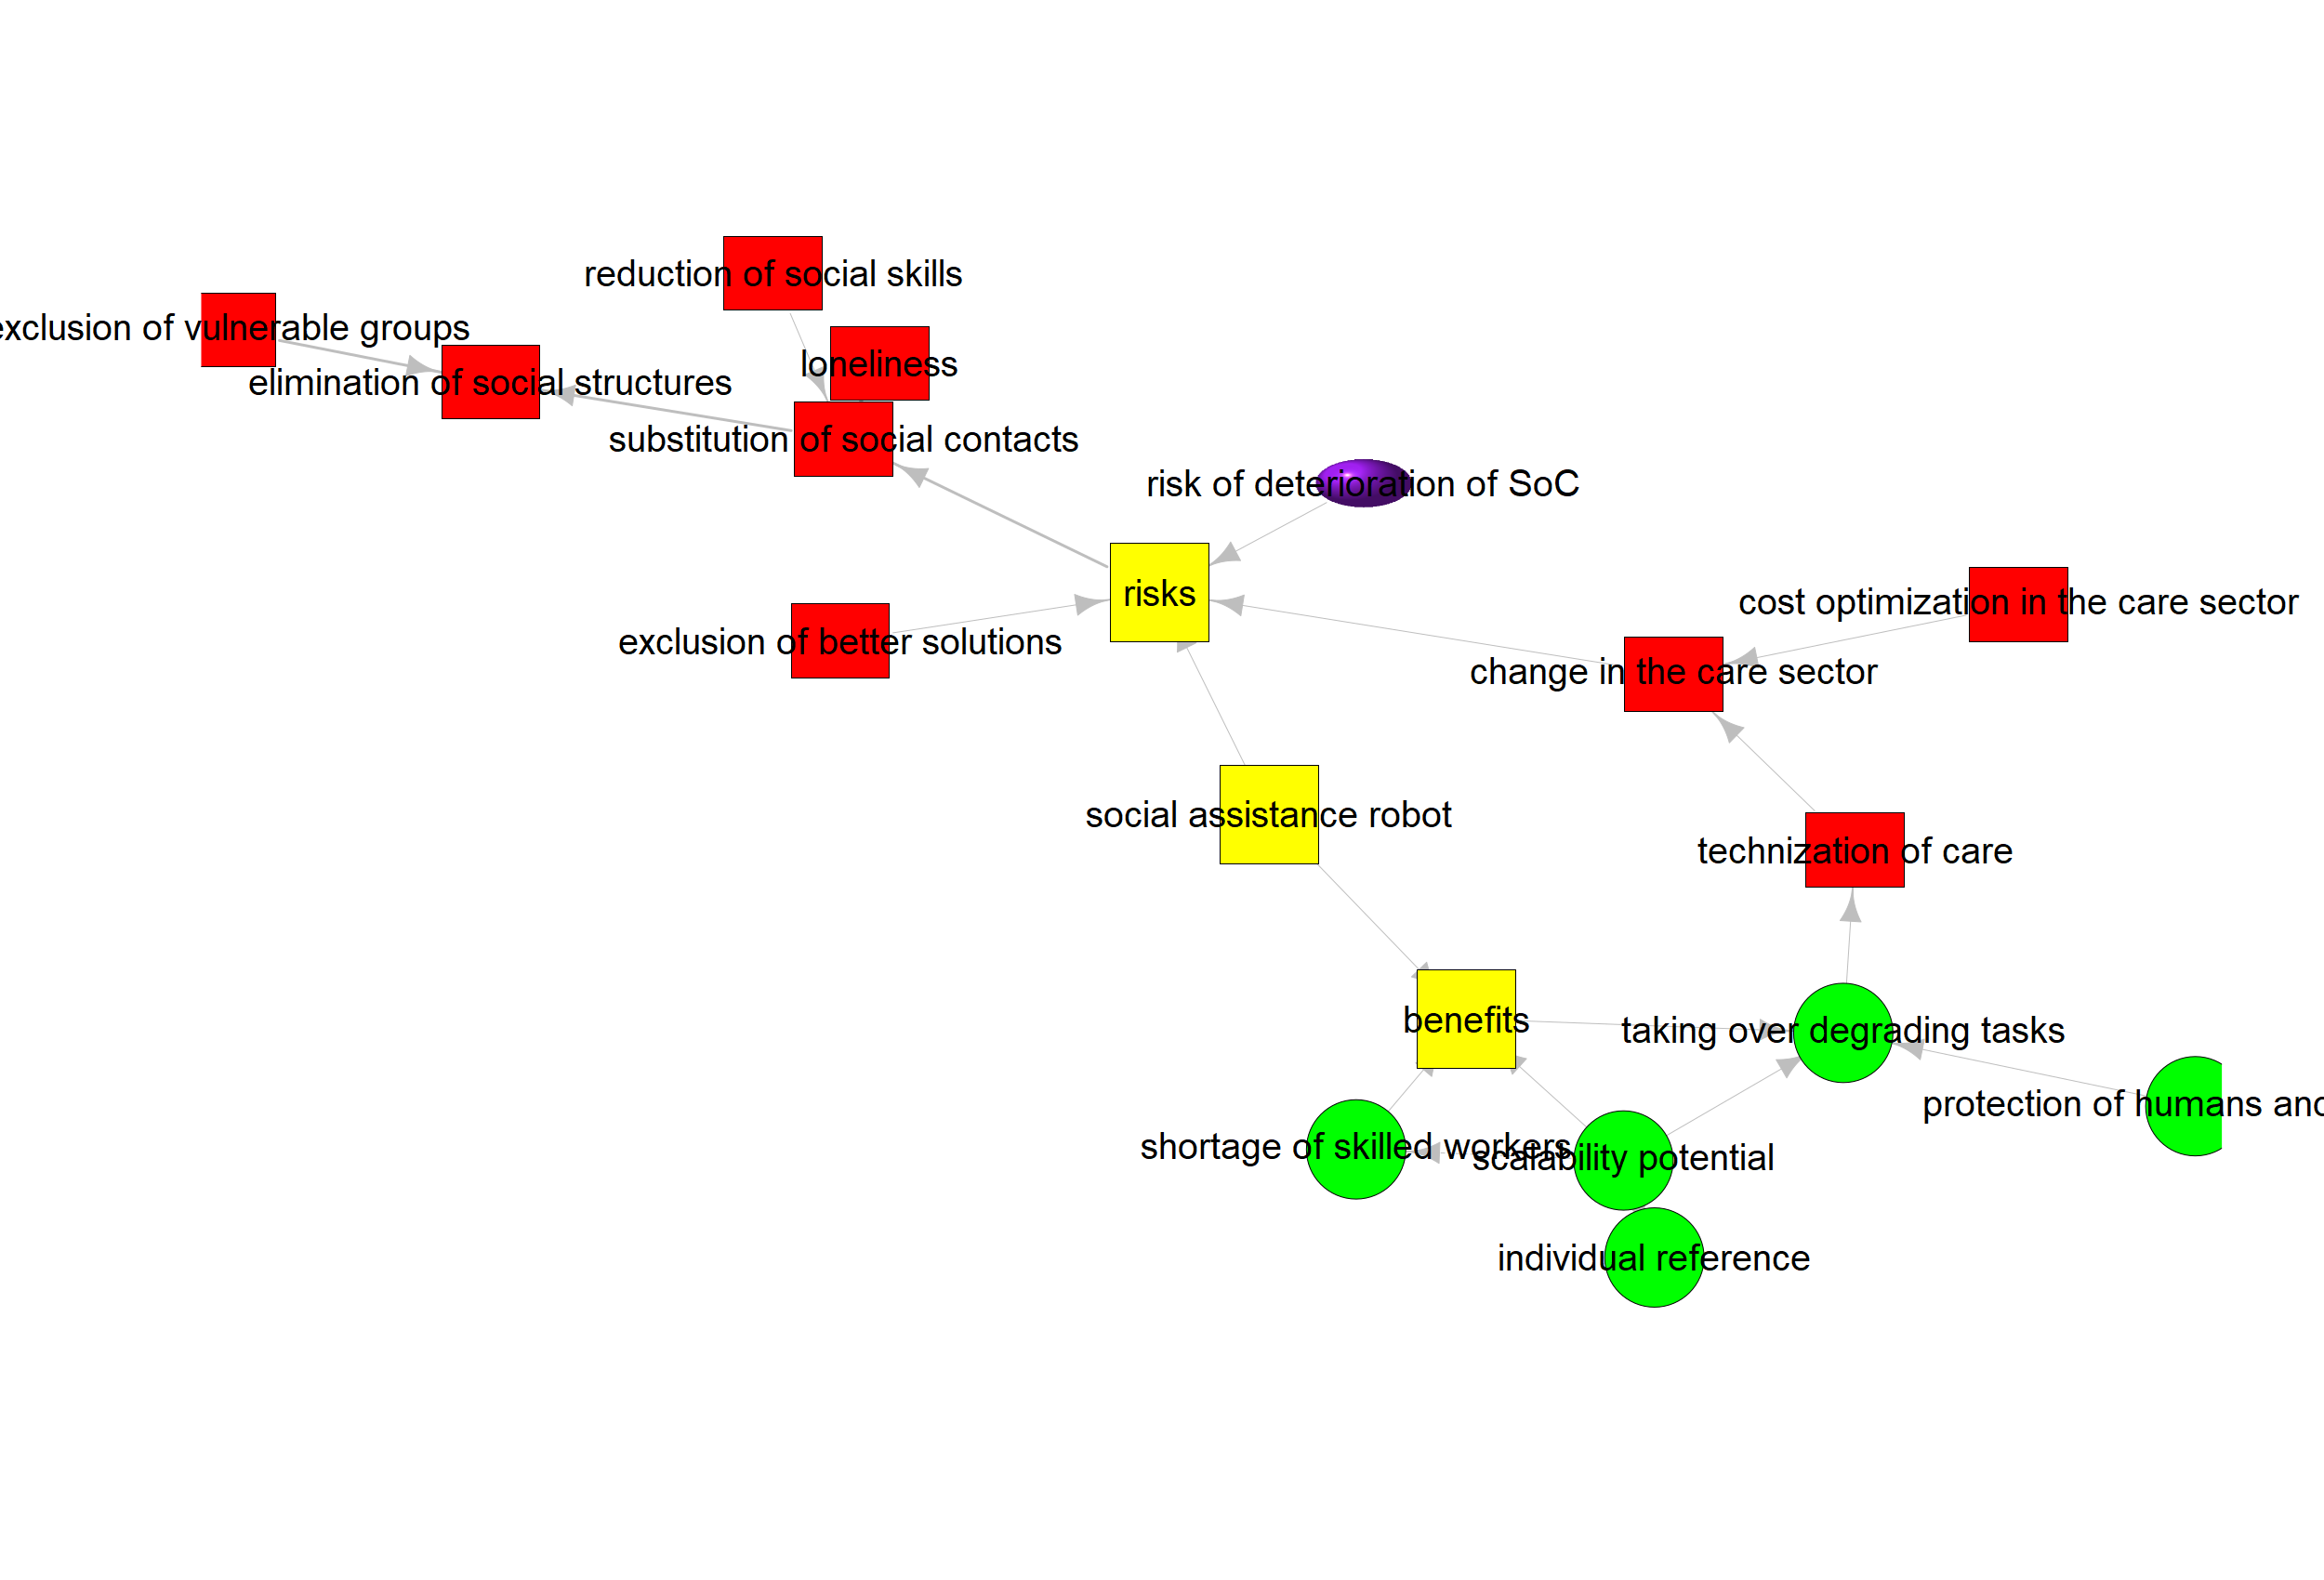 reduction of social skills
exclusion of vulnerable groups
loneliness
elimination of social structures
substitution of social contacts
risk of deterioration of SoC
risks
cost optimization in the care sector
exclusion of better solutions
change in the care sector
social assistance robot
technization of care
benefits
taking over degrading tasks
protection of humans and
shortage of skilled workers
scalability potential
individual reference